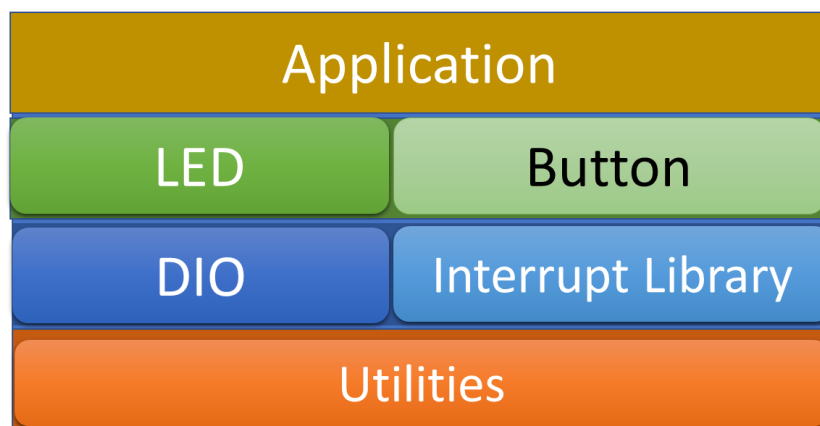 Application
LED
Button
DIO
Interrupt Library
Utilities